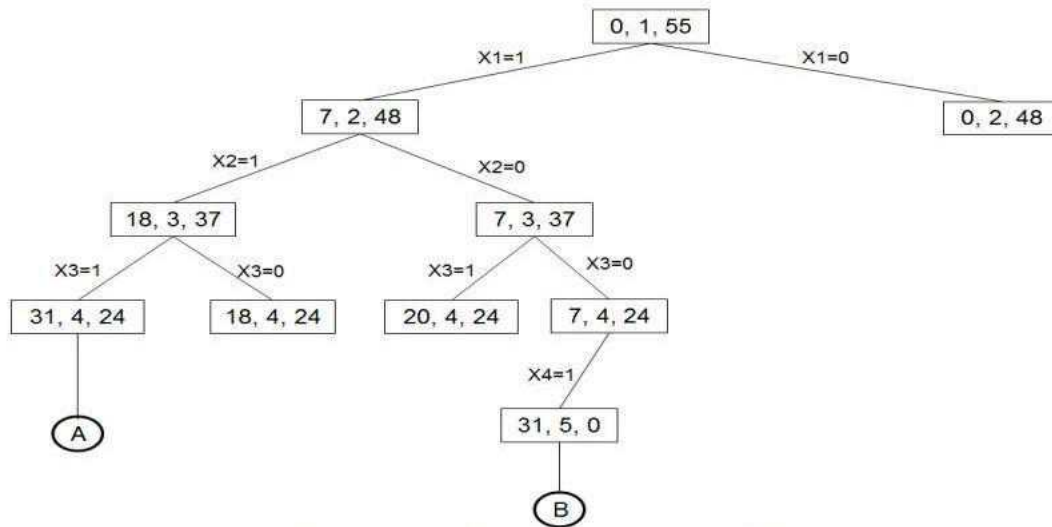 0, 1, 55
X1=1
X1=0
7, 2, 48
0, 2, 48
X2=1
X2=0
18, 3, 37
7, 3, 37
X3=1
X3=0
X3=1
X3=0
31, 4, 24
18, 4, 24
20, 4, 24
7, 4, 24
X4=1
A
31, 5, 0
B